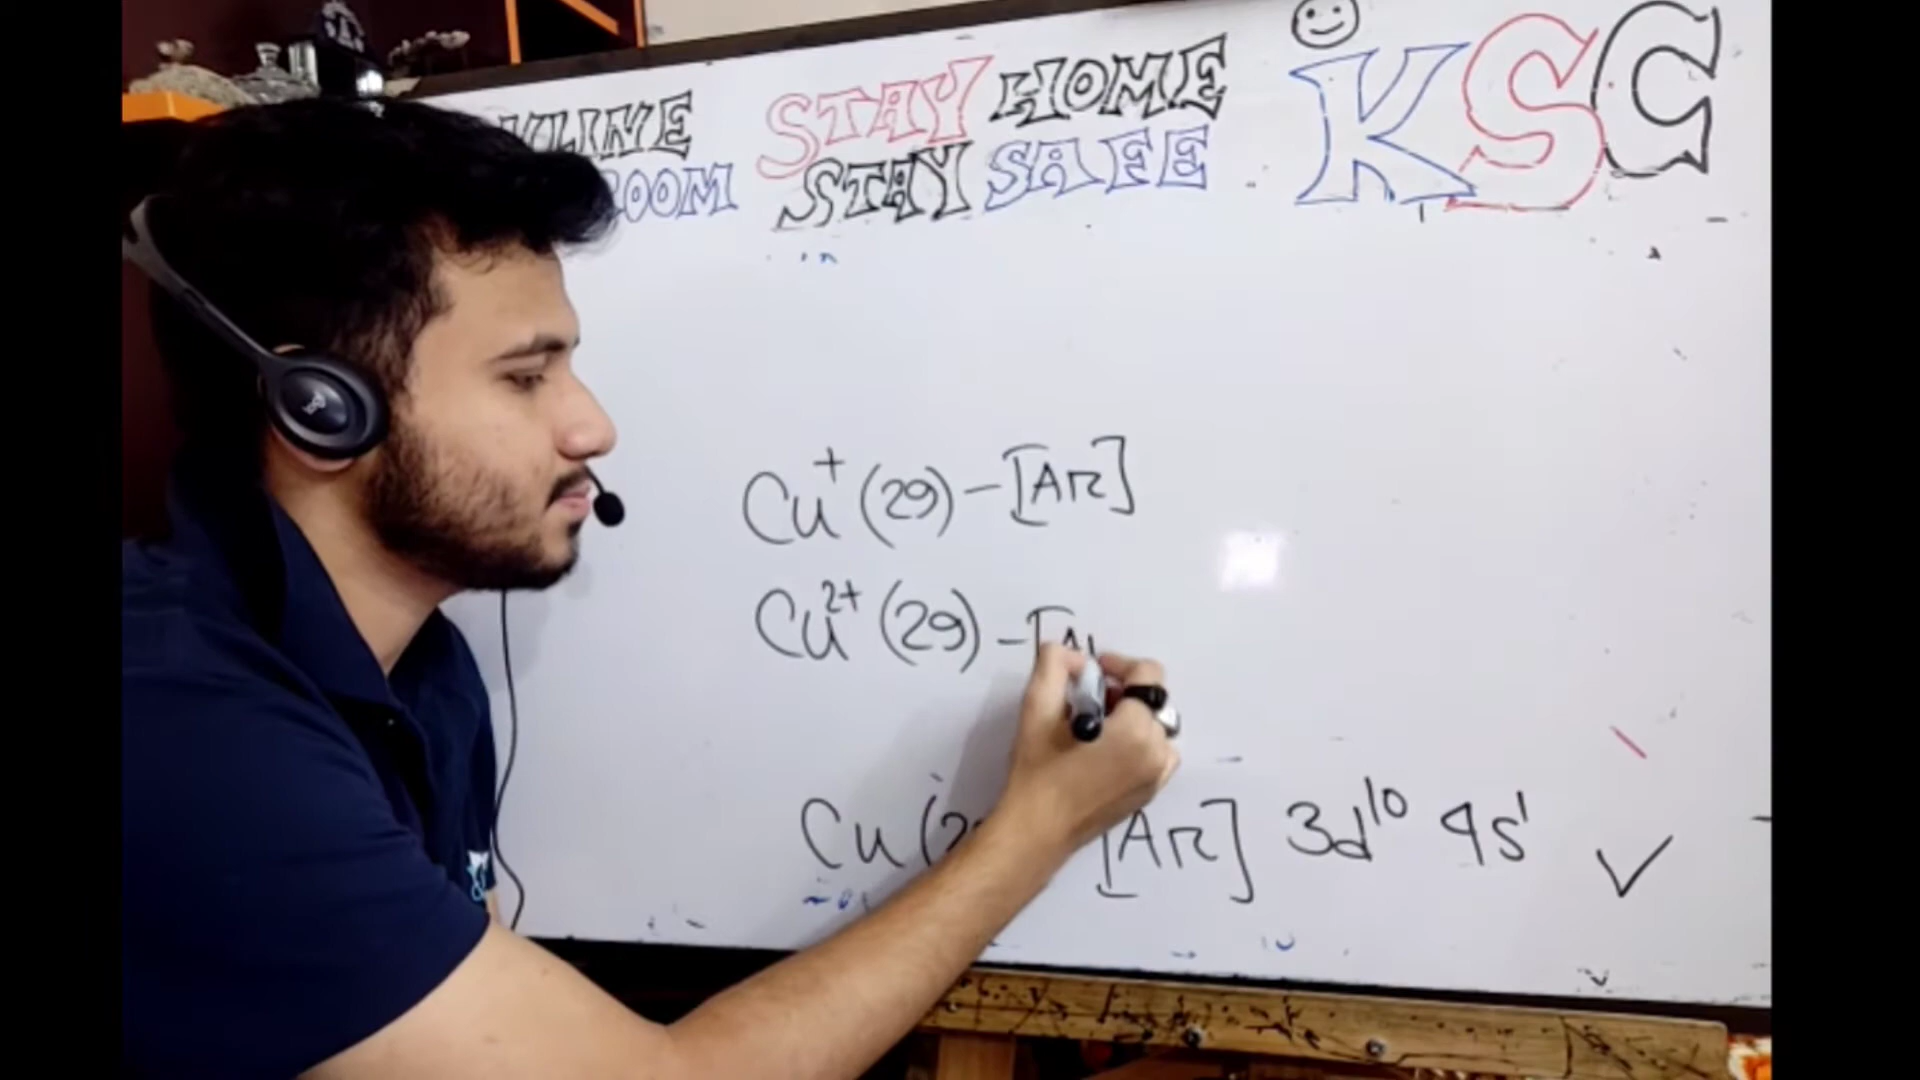 STAY HOME KSC
STAY SAFE
Cu⁺ (29) – [Ar]
Cu²⁺ (29) –
Cu [Ar] 3d¹⁰ 4s¹ ✓